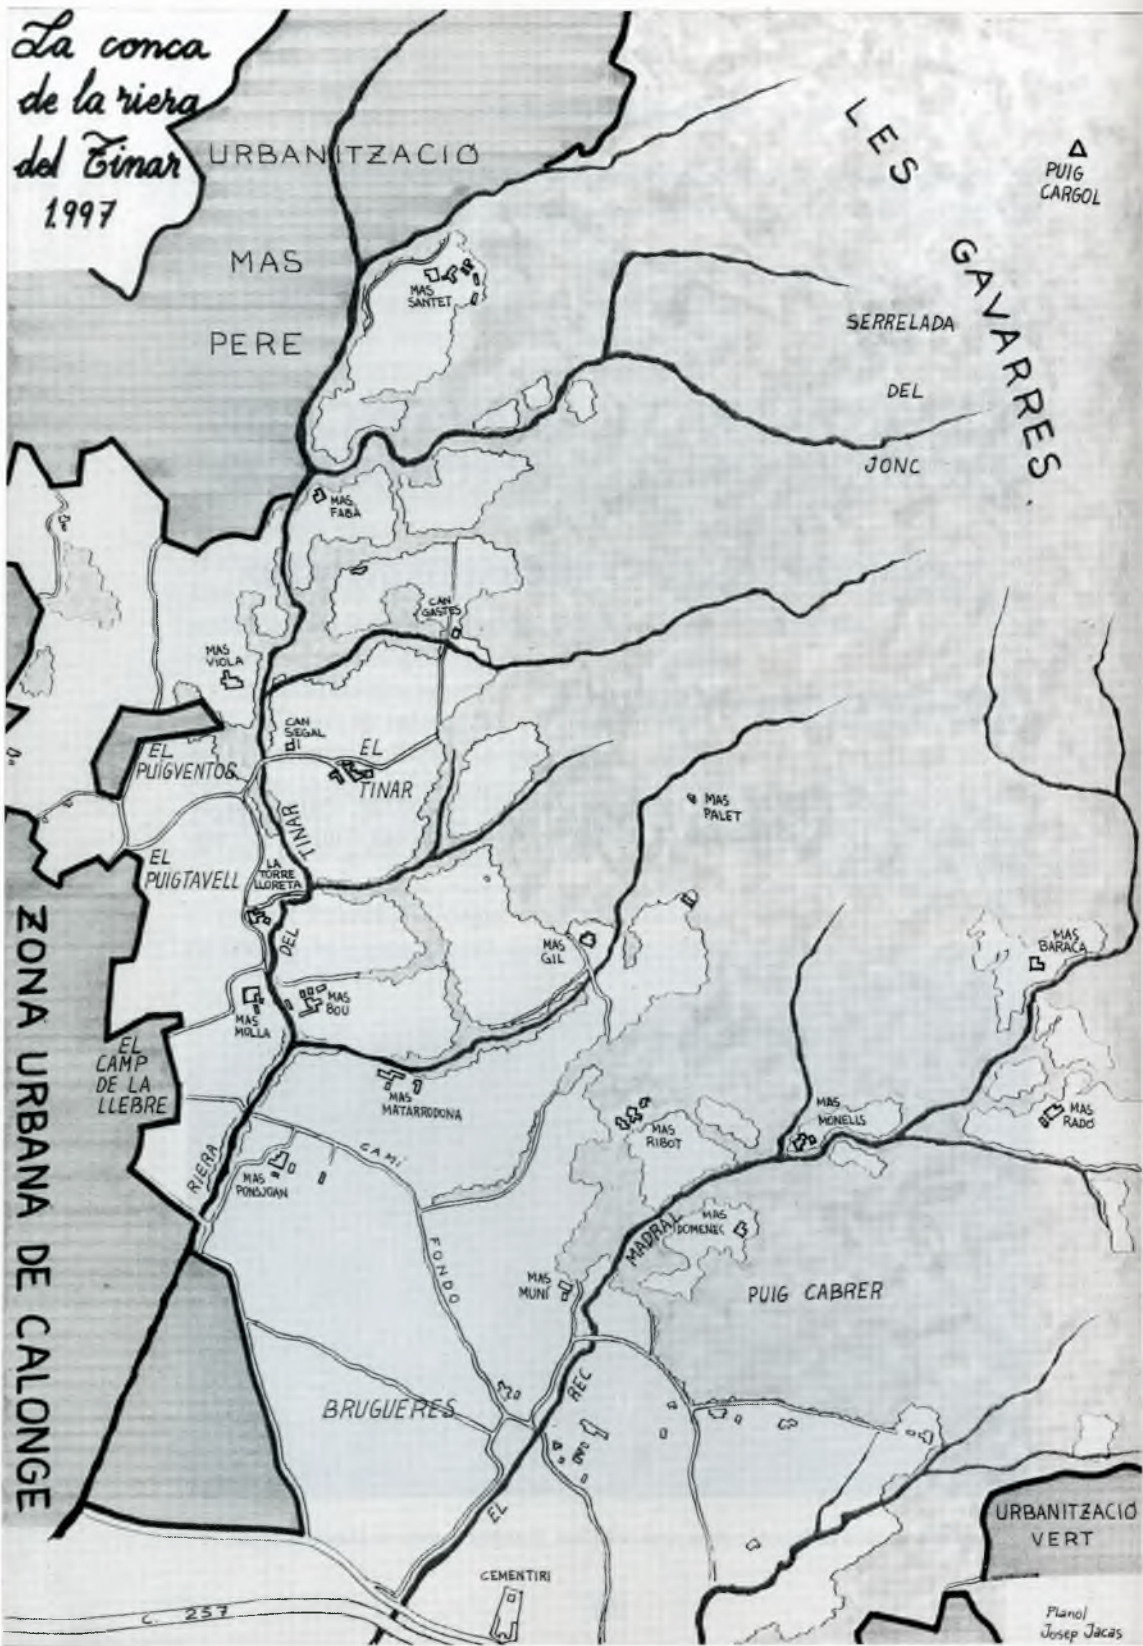 La conca
de la riera
del Tinar
1997
URBANITZACIÓ
MAS
PERE
LES
GAVARRES
PUIG
CARGOL
MAS
SANTET
SERRELADA
DEL
JONC
MAS
FABA
CAN
GASTES
MAS
VIOLA
CAN
SEGAL
EL
TINAR
EL
PUIGVENTOS
MAS
PALET
EL
PUIGTAVELL
LA
TORRE
LLORETA
RIERA
DEL
TINAR
MAS
GIL
MAS
BARACA
MAS
BOU
MAS
MOLLA
EL
CAMP
DE LA
LLEBRE
MAS
MATARRODONA
MAS
RIBOT
MAS
MONELLS
MAS
RADO
MAS
PONSJOAN
CAMÍ
FONDO
MAS
DOMENEC
MAS
MUNÍ
PUIG CABRER
EL
REC
MADRAL
BRUGUERES
ZONA URBANA DE CALONGE
URBANITZACIÓ
VERT
CEMENTIRI
C. 257
Planol
Josep Jacas